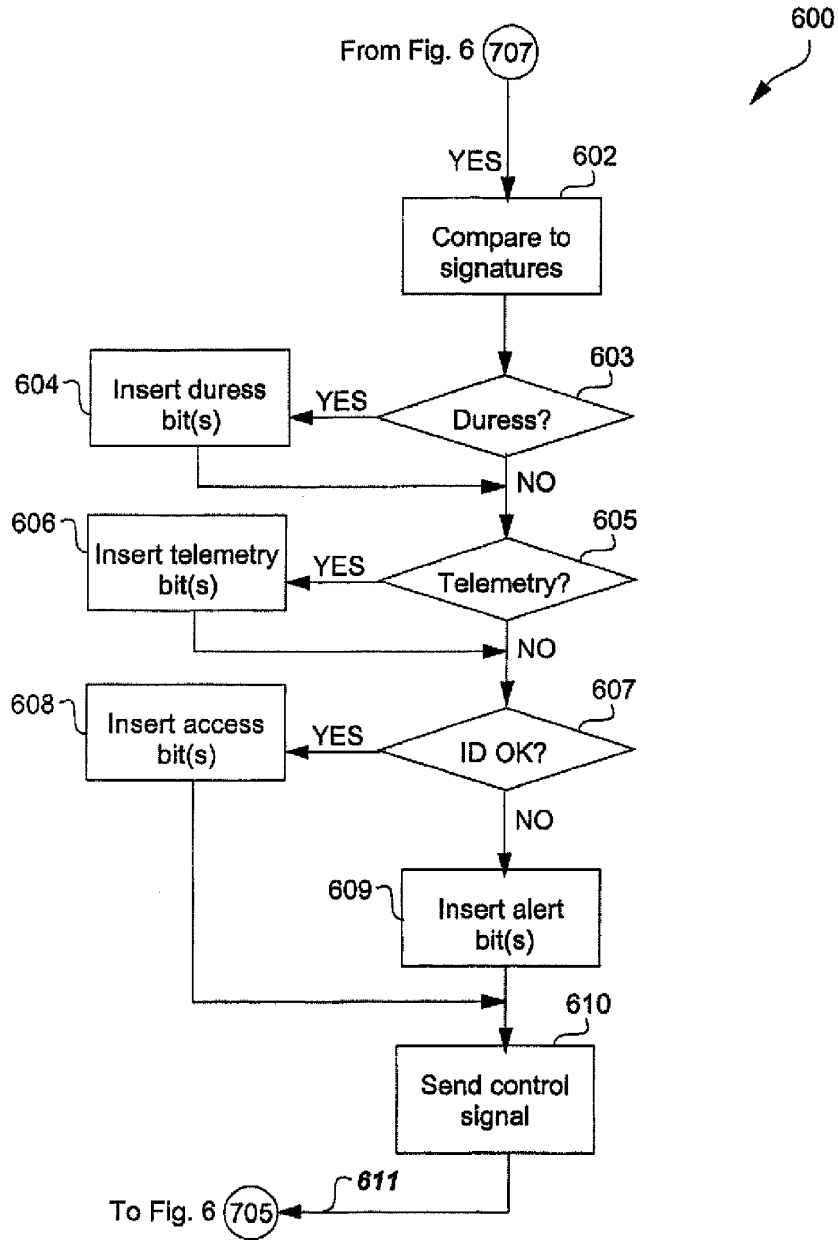 600
From Fig. 6 707
YES
602
Compare to
signatures
603
604
Insert duress
bit(s)
YES
Duress?
NO
606
605
Insert telemetry
bit(s)
YES
Telemetry?
NO
608
607
Insert access
bit(s)
YES
ID OK?
NO
609
Insert alert
bit(s)
610
Send control
signal
611
To Fig. 6 705